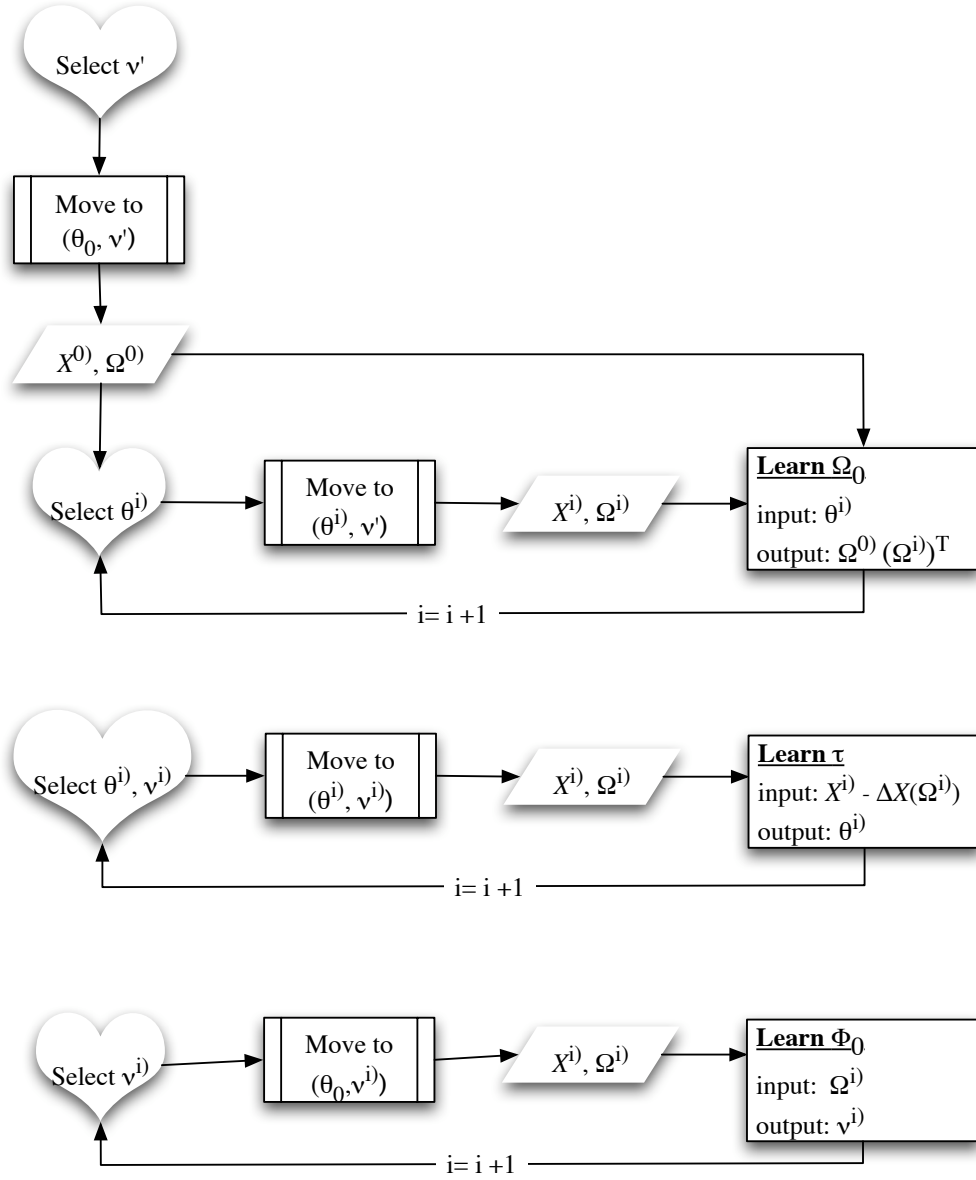 Select ν'
Move to
(θ0, ν')
X0), Ω0)
Select θi)
Move to
(θi), ν')
Xi), Ωi)
Learn Ω0
input: θi)
output: Ω0) (Ωi))T
i= i +1
Select θi), νi)
Move to
(θi), νi))
Xi), Ωi)
Learn τ
input: Xi) - ΔX(Ωi))
output: θi)
i= i +1
Select νi)
Move to
(θ0,νi))
Xi), Ωi)
Learn Φ0
input: Ωi)
output: νi)
i= i +1